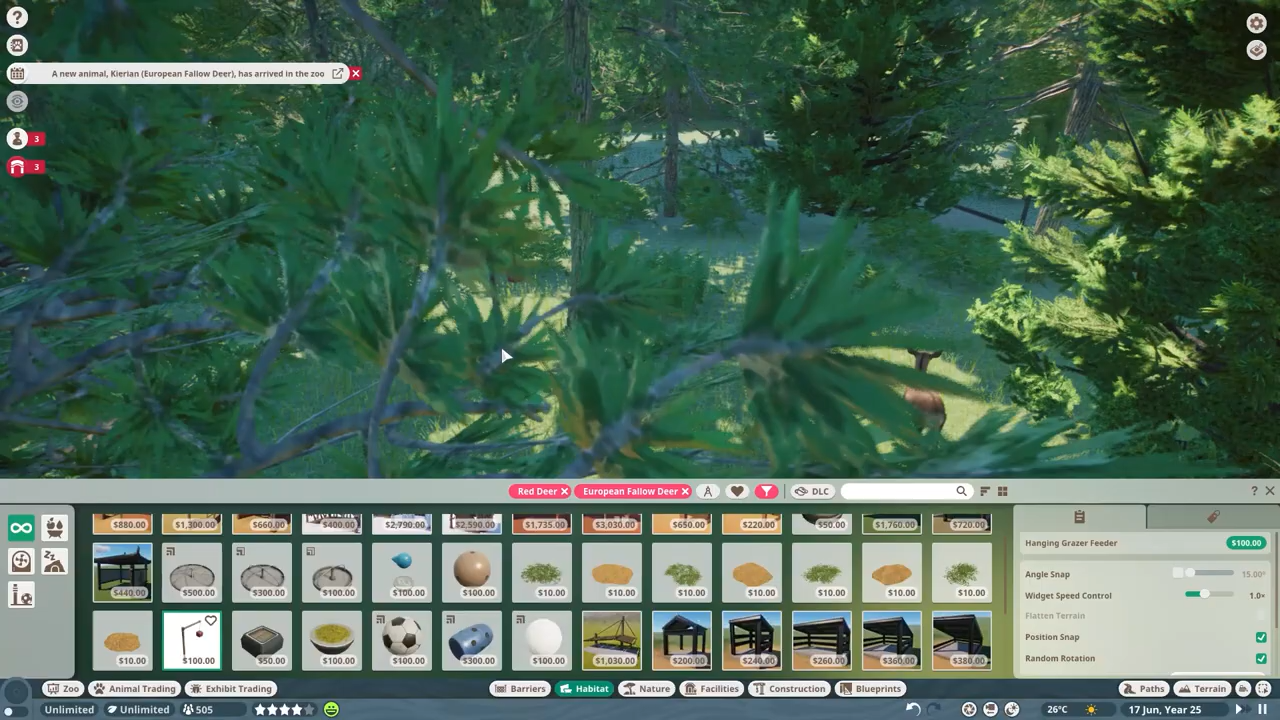 ?
A new animal, Kierian (European Fallow Deer), has arrived in the zoo
3
3
Red Deer
European Fallow Deer
DLC
?
$880.00 $1,300.00 $660.00 $400.00 $2,790.00 $2,590.00 $1,735.00 $3,030.00 $650.00 $220.00 $50.00 $1,760.00 $720.00
$440.00 $500.00 $300.00 $100.00 $100.00 $100.00 $10.00 $10.00 $10.00 $10.00 $10.00 $10.00 $10.00
$10.00 $100.00 $50.00 $100.00 $100.00 $300.00 $100.00 $1,030.00 $200.00 $240.00 $260.00 $360.00 $380.00
Hanging Grazer Feeder $100.00
Angle Snap 15.00°
Widget Speed Control 1.0×
Flatten Terrain
Position Snap
Random Rotation
Zoo Animal Trading Exhibit Trading Barriers Habitat Nature Facilities Construction Blueprints Paths Terrain
Unlimited Unlimited 505 26°C 17 Jun, Year 25